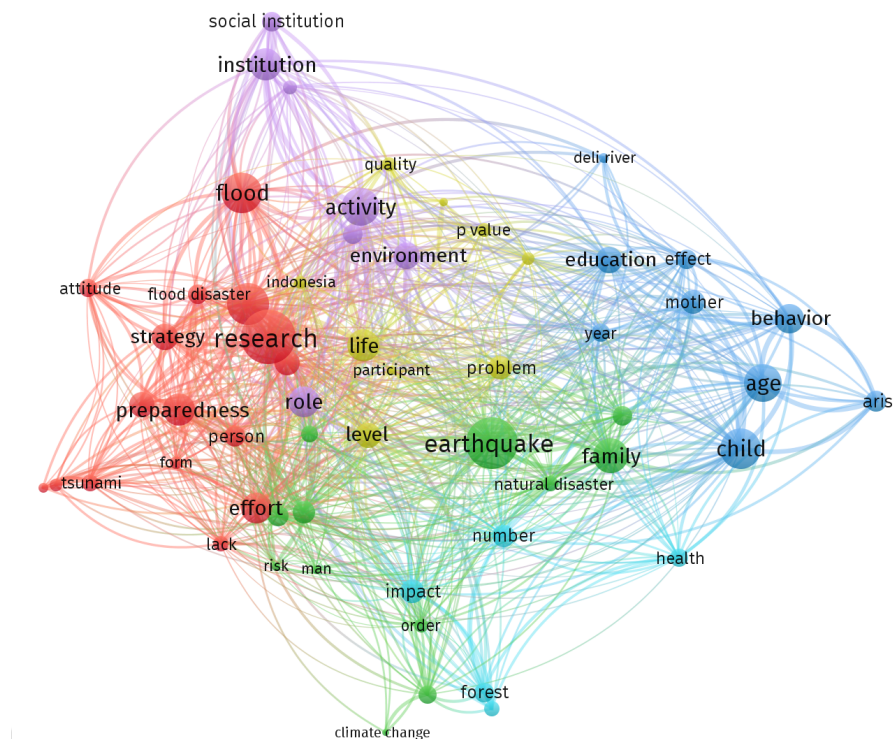 social institution
institution
quality
deli river
flood
activity
p value
environment
education
effect
indonesia
attitude
flood disaster
mother
behavior
strategy
research
life
year
participant
problem
age
role
aris
preparedness
person
level
earthquake
child
family
form
tsunami
natural disaster
effort
number
lack
health
risk
man
impact
order
forest
climate change